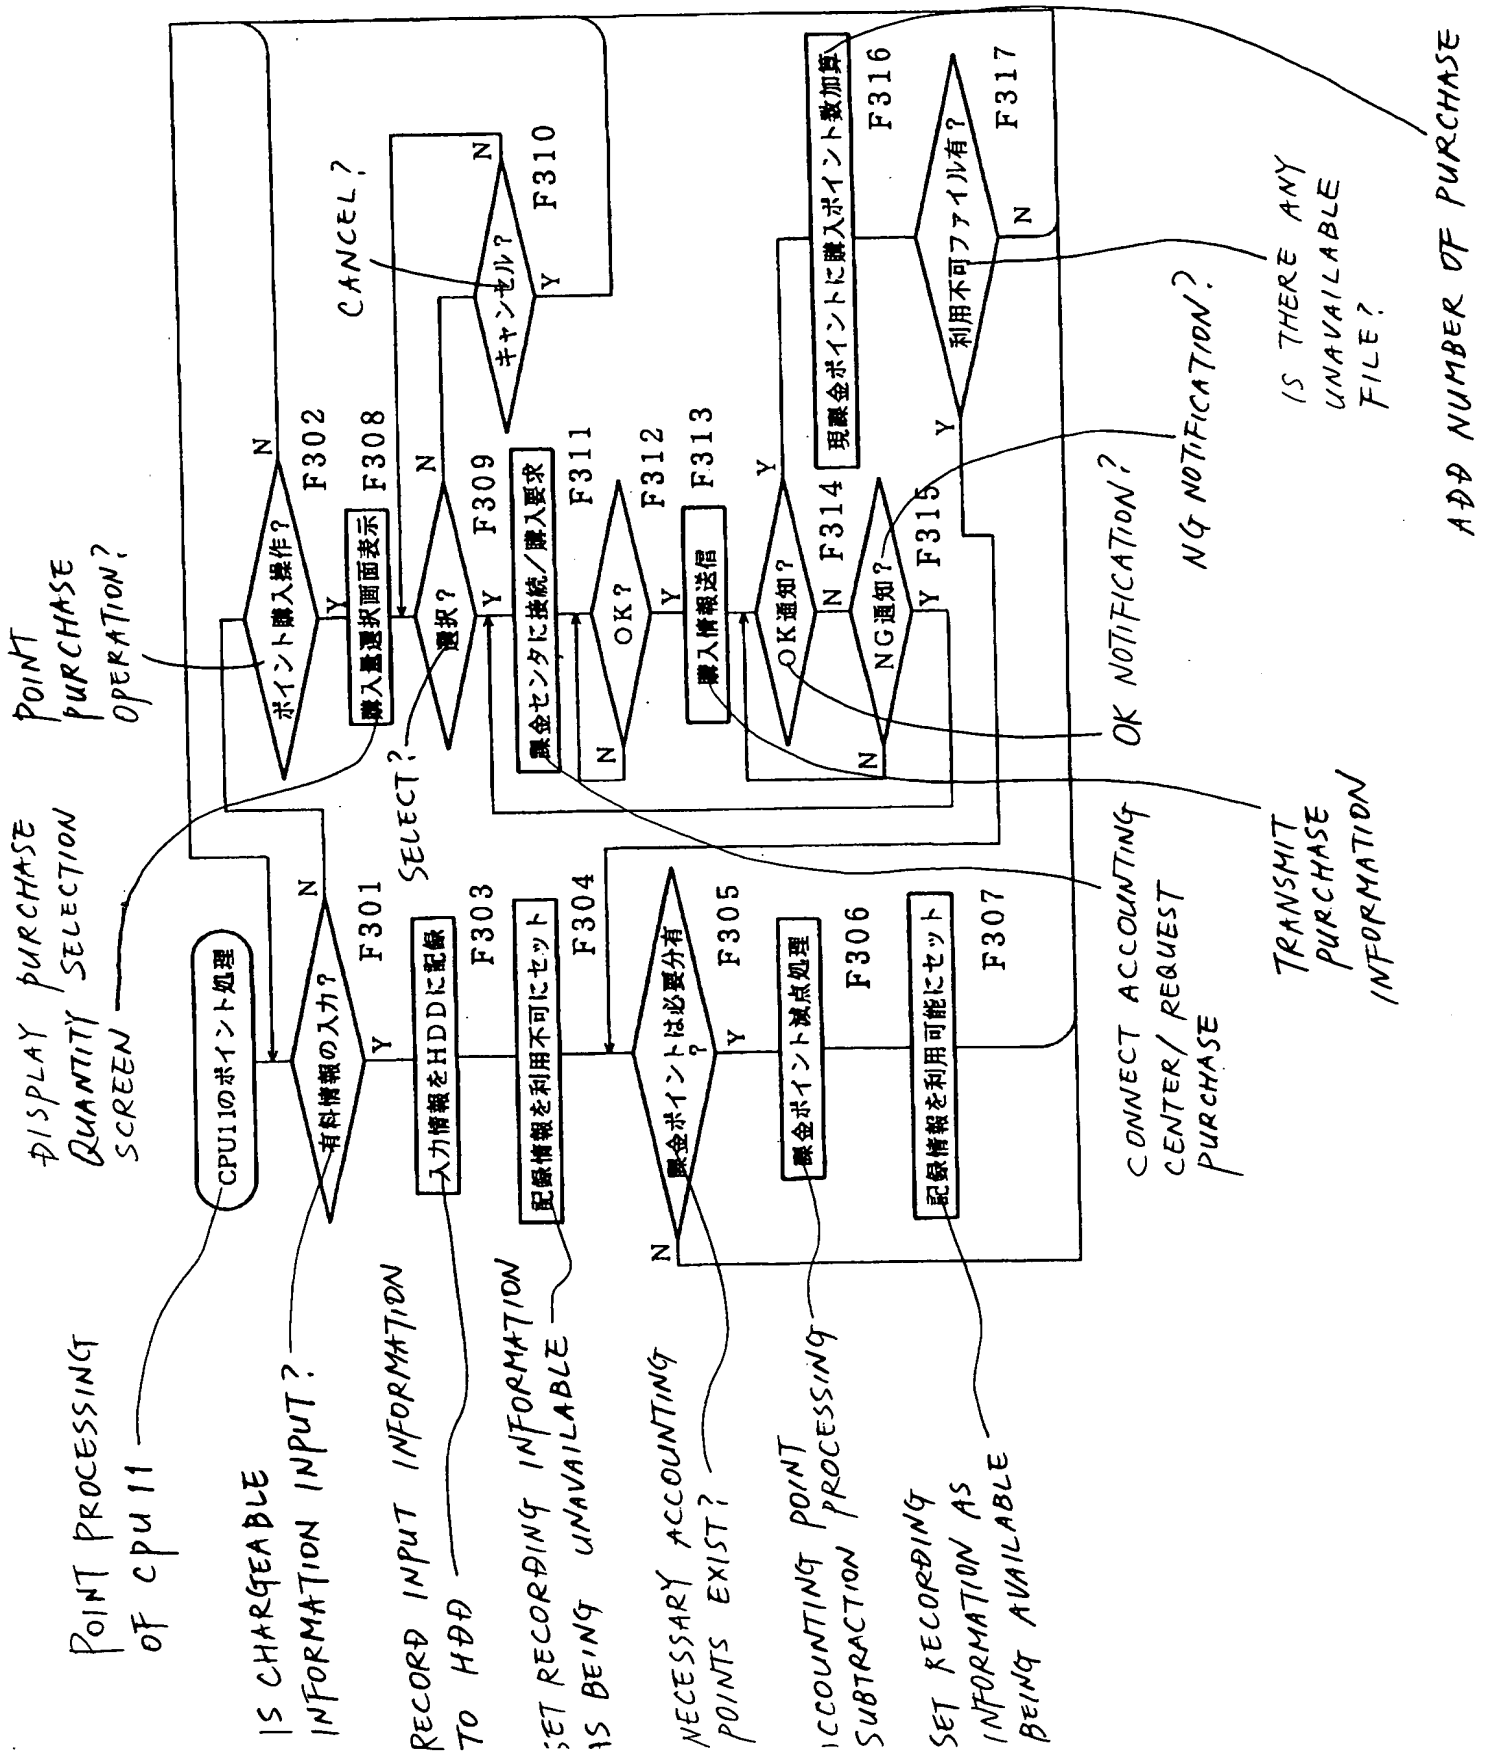 POINT PROCESSING
OF CPU 11
CPU11のポイント処理
IS CHARGEABLE
INFORMATION INPUT?
有料情報の入力?
F301
Y
N
RECORD INPUT INFORMATION
TO HDD
入力情報をHDDに記録
F303
SET RECORDING INFORMATION
AS BEING UNAVAILABLE
記録情報を利用不可にセット
F304
NECESSARY ACCOUNTING
POINTS EXIST?
課金ポイントは必要分有
?
F305
N
Y
ACCOUNTING POINT
SUBTRACTION PROCESSING
課金ポイント減点処理
F306
SET RECORDING
INFORMATION AS
BEING AVAILABLE
記録情報を利用可能にセット
F307
POINT
PURCHASE
OPERATION?
ポイント購入操作?
F302
N
Y
DISPLAY PURCHASE
QUANTITY SELECTION
SCREEN
購入量選択画面表示
F308
SELECT?
選択?
F309
N
Y
CANCEL?
キャンセル?
F310
N
Y
課金センタに接続/購入要求
F311
CONNECT ACCOUNTING
CENTER/REQUEST
PURCHASE
OK?
F312
N
Y
購入情報送信
F313
TRANSMIT
PURCHASE
INFORMATION
OK通知?
F314
Y
N
OK NOTIFICATION?
NG通知?
F315
N
Y
NG NOTIFICATION?
現課金ポイントに購入ポイント数加算
F316
ADD NUMBER OF PURCHASE
利用不可ファイル有?
F317
Y
N
IS THERE ANY
UNAVAILABLE
FILE?